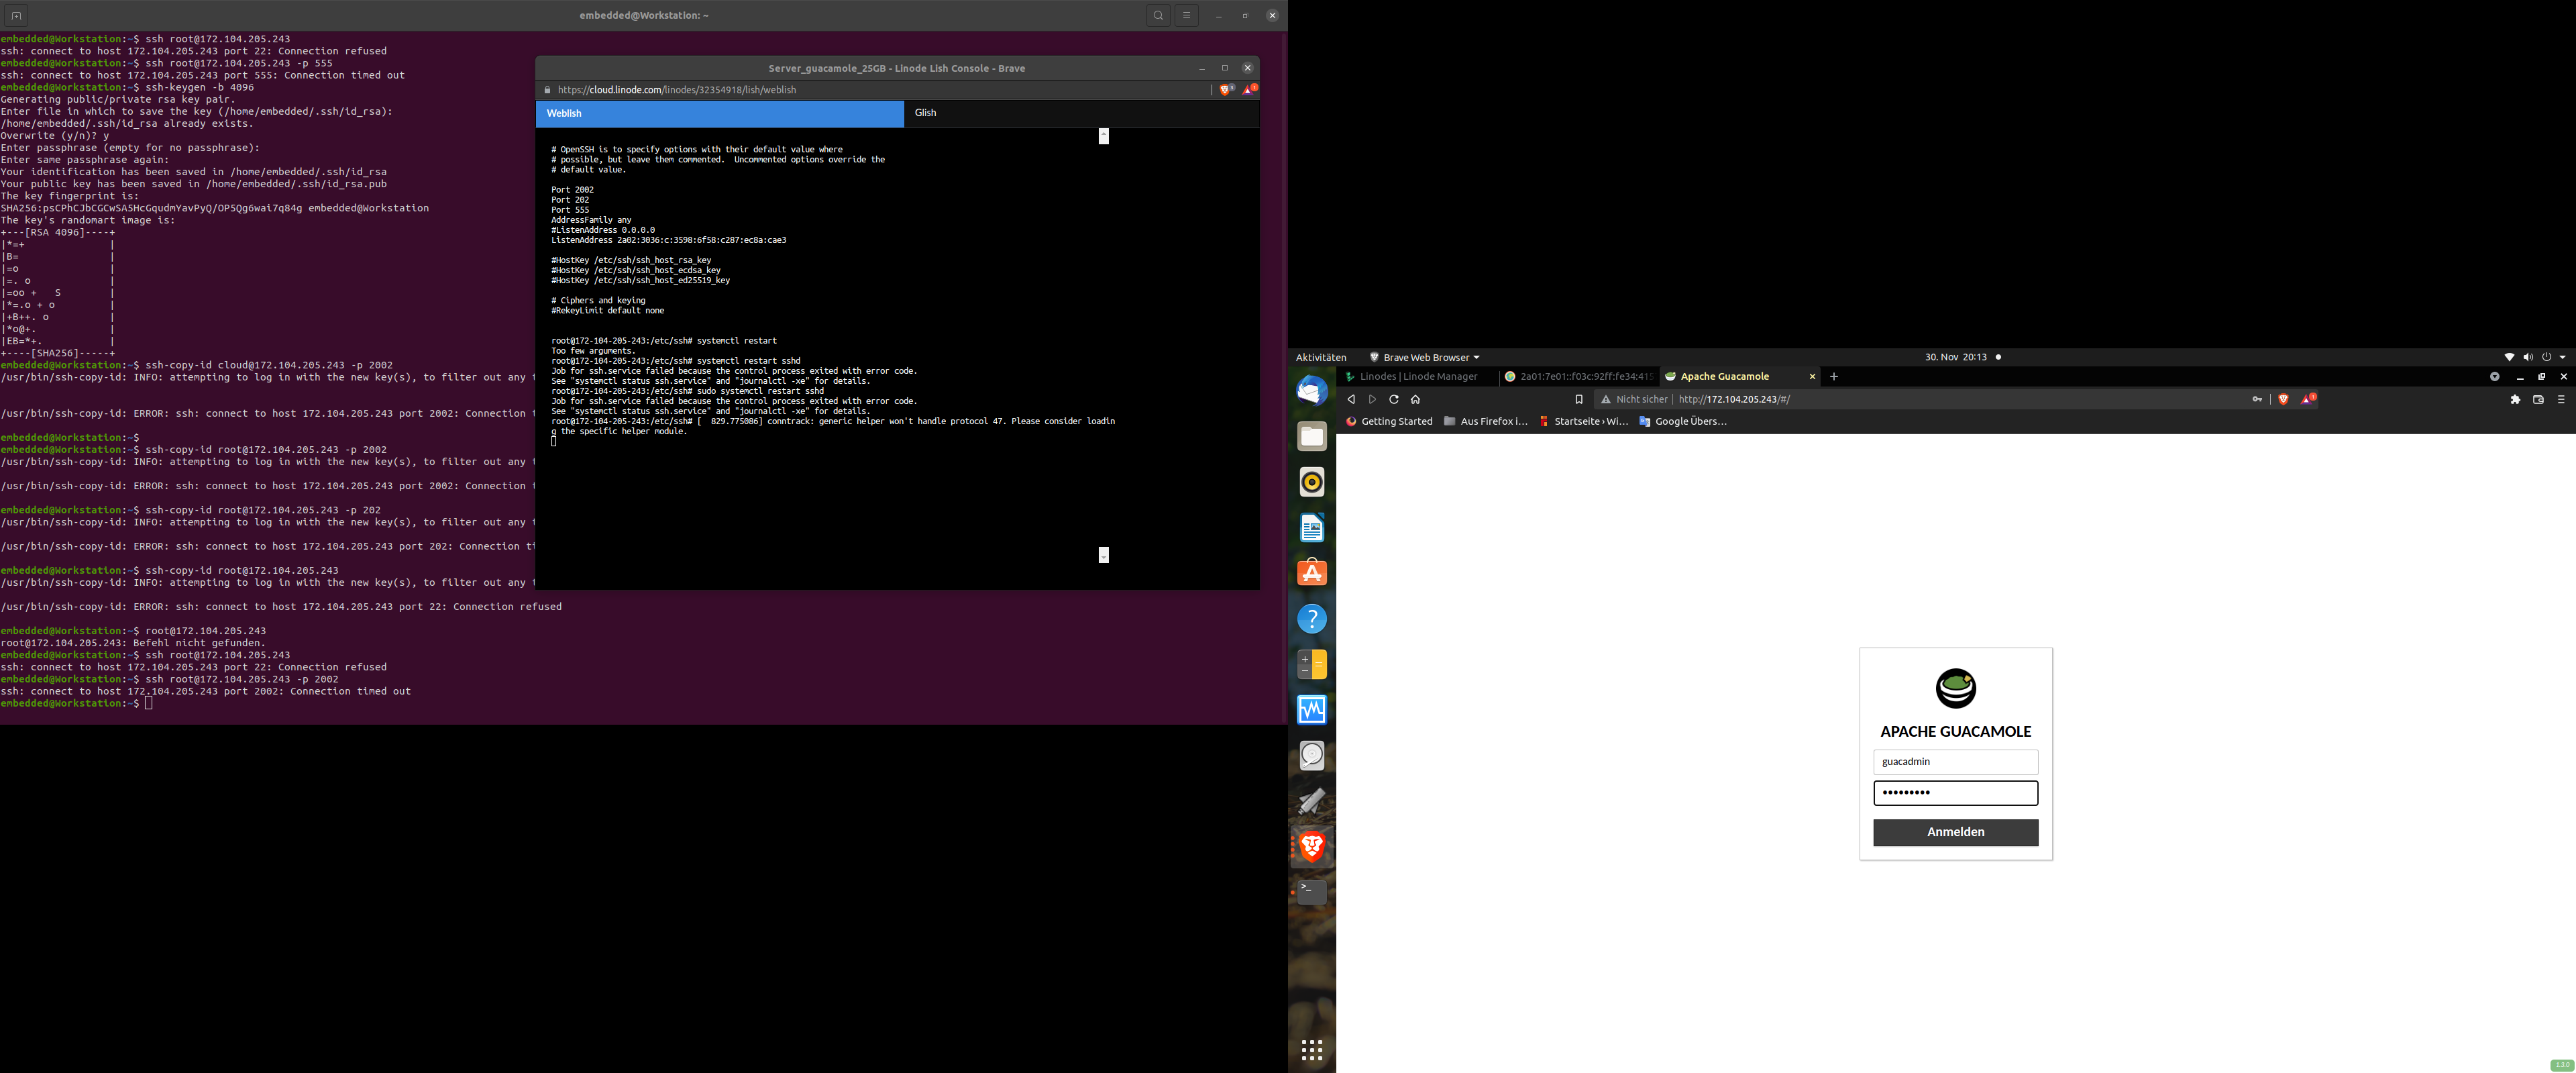 embedded@Workstation: ~
embedded@Workstation:~$ ssh root@172.104.205.243
ssh: connect to host 172.104.205.243 port 22: Connection refused
embedded@Workstation:~$ ssh root@172.104.205.243 -p 555
ssh: connect to host 172.104.205.243 port 555: Connection timed out
embedded@Workstation:~$ ssh-keygen -b 4096
Generating public/private rsa key pair.
Enter file in which to save the key (/home/embedded/.ssh/id_rsa):
/home/embedded/.ssh/id_rsa already exists.
Overwrite (y/n)? y
Enter passphrase (empty for no passphrase):
Enter same passphrase again:
Your identification has been saved in /home/embedded/.ssh/id_rsa
Your public key has been saved in /home/embedded/.ssh/id_rsa.pub
The key fingerprint is:
SHA256:psCPhCJbCGCwSA5HcGqudmYavPyQ/OP5Qg6wai7q84g embedded@Workstation
The key's randomart image is:
+---[RSA 4096]----+
|*=+              |
|B=               |
|=o               |
|=. o             |
|=oo +   S        |
|*=.o + o         |
|+B++. o          |
|*o@+.            |
|EB=*+.           |
+----[SHA256]-----+
embedded@Workstation:~$ ssh-copy-id cloud@172.104.205.243 -p 2002
/usr/bin/ssh-copy-id: INFO: attempting to log in with the new key(s), to filter out any t
/usr/bin/ssh-copy-id: ERROR: ssh: connect to host 172.104.205.243 port 2002: Connection t
embedded@Workstation:~$
embedded@Workstation:~$ ssh-copy-id root@172.104.205.243 -p 2002
/usr/bin/ssh-copy-id: INFO: attempting to log in with the new key(s), to filter out any t
/usr/bin/ssh-copy-id: ERROR: ssh: connect to host 172.104.205.243 port 2002: Connection t
embedded@Workstation:~$ ssh-copy-id root@172.104.205.243 -p 202
/usr/bin/ssh-copy-id: INFO: attempting to log in with the new key(s), to filter out any t
/usr/bin/ssh-copy-id: ERROR: ssh: connect to host 172.104.205.243 port 202: Connection ti
embedded@Workstation:~$ ssh-copy-id root@172.104.205.243
/usr/bin/ssh-copy-id: INFO: attempting to log in with the new key(s), to filter out any t
/usr/bin/ssh-copy-id: ERROR: ssh: connect to host 172.104.205.243 port 22: Connection refused
embedded@Workstation:~$ root@172.104.205.243
root@172.104.205.243: Befehl nicht gefunden.
embedded@Workstation:~$ ssh root@172.104.205.243
ssh: connect to host 172.104.205.243 port 22: Connection refused
embedded@Workstation:~$ ssh root@172.104.205.243 -p 2002
ssh: connect to host 172.104.205.243 port 2002: Connection timed out
embedded@Workstation:~$
Server_guacamole_25GB - Linode Lish Console - Brave
https://cloud.linode.com/linodes/32354918/lish/weblish
Weblish
Glish
# OpenSSH is to specify options with their default value where
# possible, but leave them commented.  Uncommented options override the
# default value.
Port 2002
Port 202
Port 555
AddressFamily any
#ListenAddress 0.0.0.0
ListenAddress 2a02:3036:c:3598:6f58:c287:ec8a:cae3
#HostKey /etc/ssh/ssh_host_rsa_key
#HostKey /etc/ssh/ssh_host_ecdsa_key
#HostKey /etc/ssh/ssh_host_ed25519_key
# Ciphers and keying
#RekeyLimit default none
root@172-104-205-243:/etc/ssh# systemctl restart
Too few arguments.
root@172-104-205-243:/etc/ssh# systemctl restart sshd
Job for ssh.service failed because the control process exited with error code.
See "systemctl status ssh.service" and "journalctl -xe" for details.
root@172-104-205-243:/etc/ssh# sudo systemctl restart sshd
Job for ssh.service failed because the control process exited with error code.
See "systemctl status ssh.service" and "journalctl -xe" for details.
root@172-104-205-243:/etc/ssh# [  829.775086] conntrack: generic helper won't handle protocol 47. Please consider loadin
g the specific helper module.
Aktivitäten
Brave Web Browser
30. Nov 20:13
Linodes | Linode Manager
2a01:7e01::f03c:92ff:fe34:415
Apache Guacamole
Nicht sicher | http://172.104.205.243/#/
Getting Started
Aus Firefox i...
Startseite › Wi...
Google Übers...
APACHE GUACAMOLE
guacadmin
•••••••••
Anmelden
1.3.0